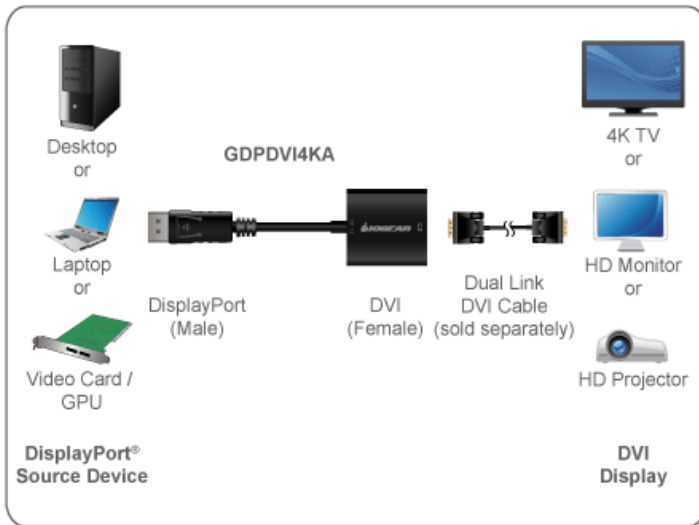 Desktop
or
Laptop
or
Video Card /
GPU
DisplayPort®
Source Device
GDPDVI4KA
DisplayPort
(Male)
IOGEAR
DVI
(Female)
Dual Link
DVI Cable
(sold separately)
4K TV
or
HD Monitor
or
HD Projector
DVI
Display